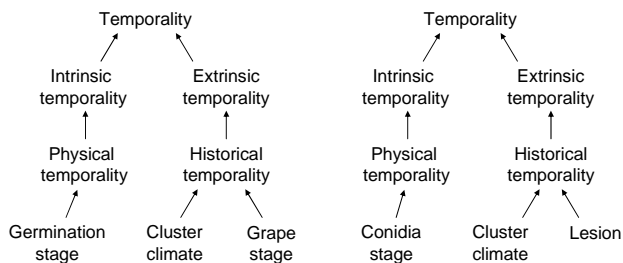 Temporality
Intrinsic
temporality
Extrinsic
temporality
Physical
temporality
Historical
temporality
Germination
stage
Cluster
climate
Grape
stage
Temporality
Intrinsic
temporality
Extrinsic
temporality
Physical
temporality
Historical
temporality
Conidia
stage
Cluster
climate
Lesion